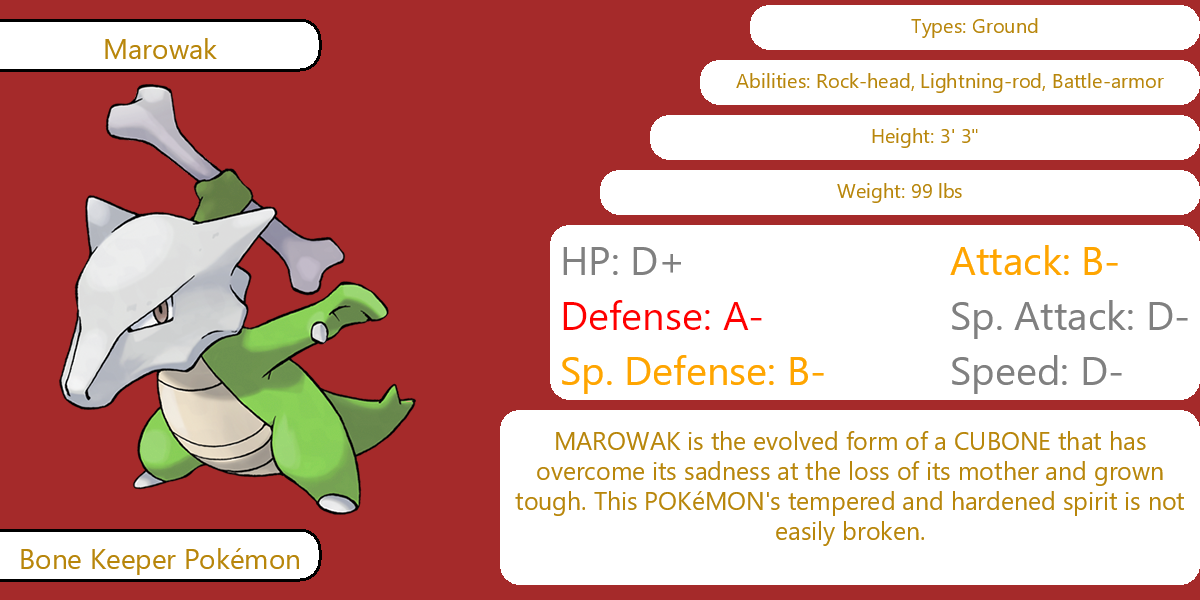 Marowak
Types: Ground
Abilities: Rock-head, Lightning-rod, Battle-armor
Height: 3' 3"
Weight: 99 lbs
HP: D+
Attack: B-
Defense: A-
Sp. Attack: D-
Sp. Defense: B-
Speed: D-
MAROWAK is the evolved form of a CUBONE that has
overcome its sadness at the loss of its mother and grown
tough. This POKéMON's tempered and hardened spirit is not
easily broken.
Bone Keeper Pokémon